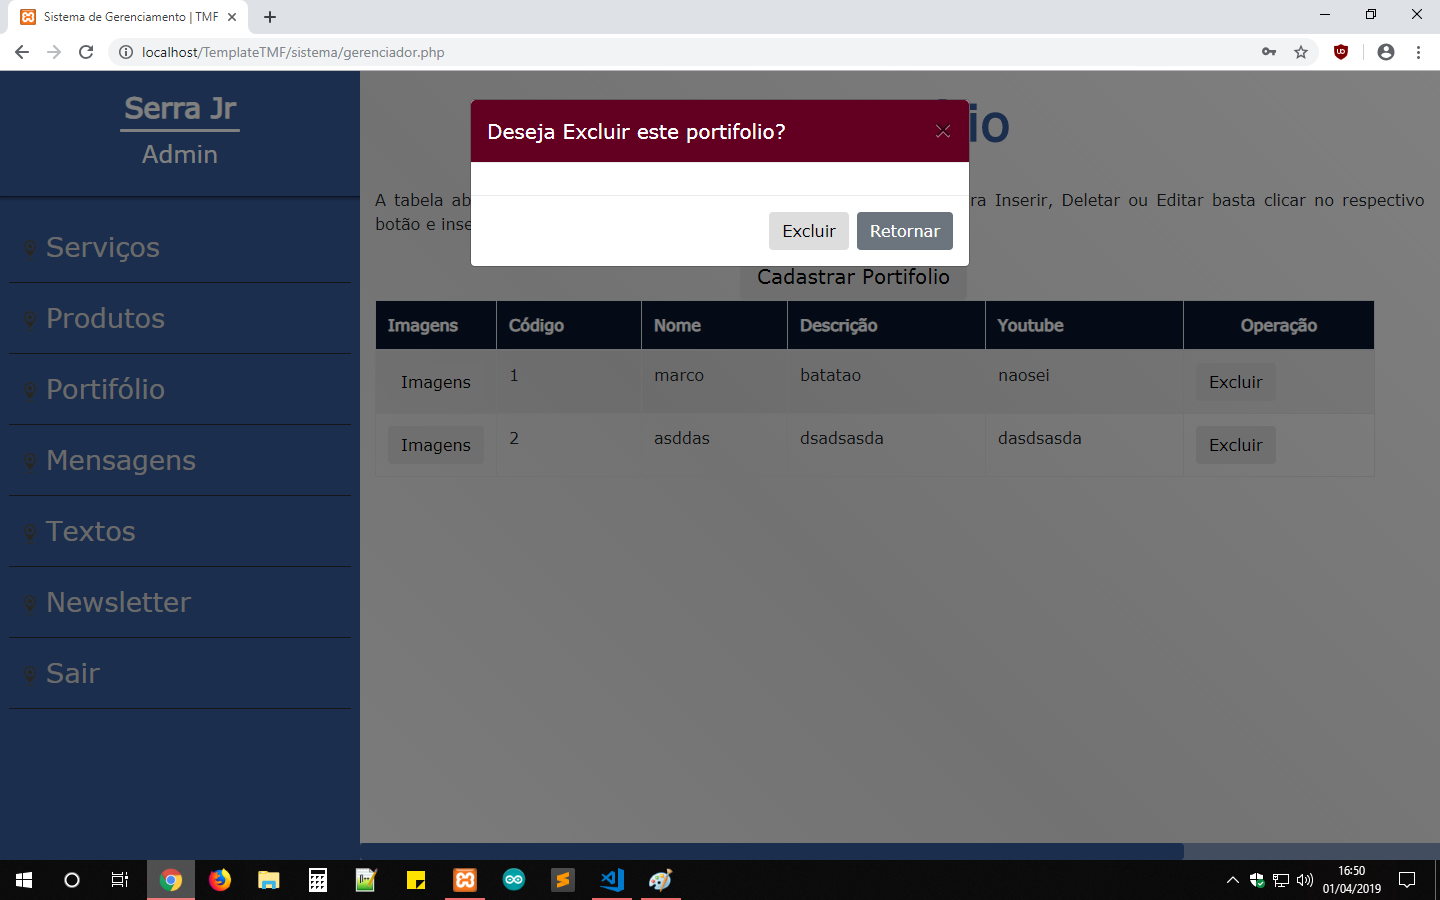 Sistema de Gerenciamento | TMF
localhost/TemplateTMF/sistema/gerenciador.php
Serra Jr
Admin
Serviços
Produtos
Portifólio
Mensagens
Textos
Newsletter
Sair
io
Deseja Excluir este portifolio?
Excluir Retornar
A tabela ab ra Inserir, Deletar ou Editar basta clicar no respectivo
botão e inse
Cadastrar Portifolio
Imagens Código Nome Descrição Youtube Operação
Imagens 1 marco batatao naosei Excluir
Imagens 2 asddas dsadsasda dasdsasda Excluir
16:50
01/04/2019